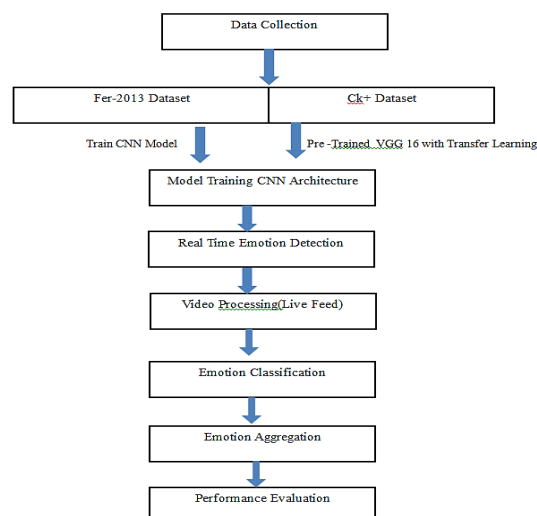 Data Collection
Fer-2013 Dataset
Ck+ Dataset
Train CNN Model
Pre -Trained VGG 16 with Transfer Learning
Model Training CNN Architecture
Real Time Emotion Detection
Video Processing(Live Feed)
Emotion Classification
Emotion Aggregation
Performance Evaluation